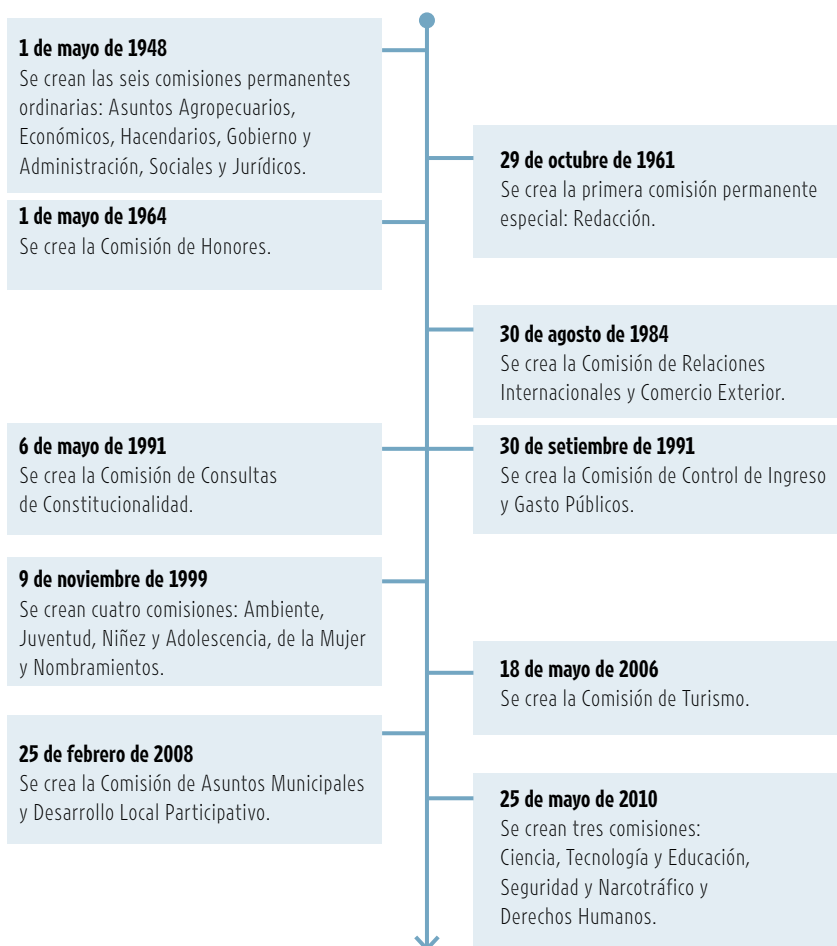 1 de mayo de 1948
Se crean las seis comisiones permanentes
ordinarias: Asuntos Agropecuarios,
Económicos, Hacendarios, Gobierno y
Administración, Sociales y Jurídicos.
29 de octubre de 1961
Se crea la primera comisión permanente
especial: Redacción.
1 de mayo de 1964
Se crea la Comisión de Honores.
30 de agosto de 1984
Se crea la Comisión de Relaciones
Internacionales y Comercio Exterior.
6 de mayo de 1991
Se crea la Comisión de Consultas
de Constitucionalidad.
30 de setiembre de 1991
Se crea la Comisión de Control de Ingreso
y Gasto Públicos.
9 de noviembre de 1999
Se crean cuatro comisiones: Ambiente,
Juventud, Niñez y Adolescencia, de la Mujer
y Nombramientos.
18 de mayo de 2006
Se crea la Comisión de Turismo.
25 de febrero de 2008
Se crea la Comisión de Asuntos Municipales
y Desarrollo Local Participativo.
25 de mayo de 2010
Se crean tres comisiones:
Ciencia, Tecnología y Educación,
Seguridad y Narcotráfico y
Derechos Humanos.